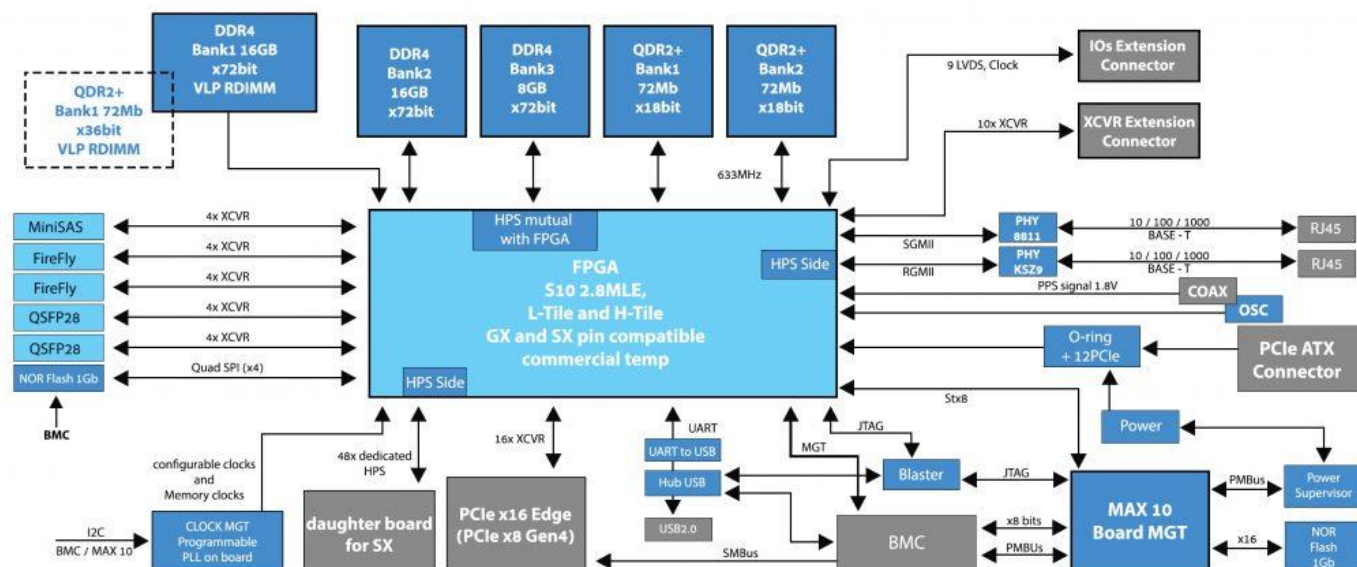 DDR4
Bank1 16GB
x72bit
VLP RDIMM
QDR2+
Bank1 72Mb
x36bit
VLP RDIMM
DDR4
Bank2
16GB
x72bit
DDR4
Bank3
8GB
x72bit
QDR2+
Bank1
72Mb
x18bit
QDR2+
Bank2
72Mb
x18bit
633MHz
9 LVDS, Clock
IOs Extension
Connector
10x XCVR
XCVR Extension
Connector
MiniSAS
4x XCVR
FireFly
4x XCVR
FireFly
4x XCVR
QSFP28
4x XCVR
QSFP28
4x XCVR
NOR Flash 1Gb
Quad SPI (x4)
BMC
HPS mutual
with FPGA
HPS Side
FPGA
S10 2.8MLE,
L-Tile and H-Tile
GX and SX pin compatible
commercial temp
HPS Side
SGMII
PHY
8811
10 / 100 / 1000
BASE - T
RJ45
RGMII
PHY
KSZ9
10 / 100 / 1000
BASE - T
RJ45
PPS signal 1.8V
COAX
OSC
O-ring
+ 12PCIe
PCIe ATX
Connector
Stx8
Power
configurable clocks
and
Memory clocks
48x dedicated
HPS
16x XCVR
UART
UART to USB
Hub USB
USB2.0
MGT
JTAG
Blaster
JTAG
I2C
BMC / MAX 10
CLOCK MGT
Programmable
PLL on board
daughter board
for SX
PCIe x16 Edge
(PCIe x8 Gen4)
SMBus
BMC
x8 bits
PMBUs
MAX 10
Board MGT
PMBus
Power
Supervisor
x16
NOR
Flash
1Gb